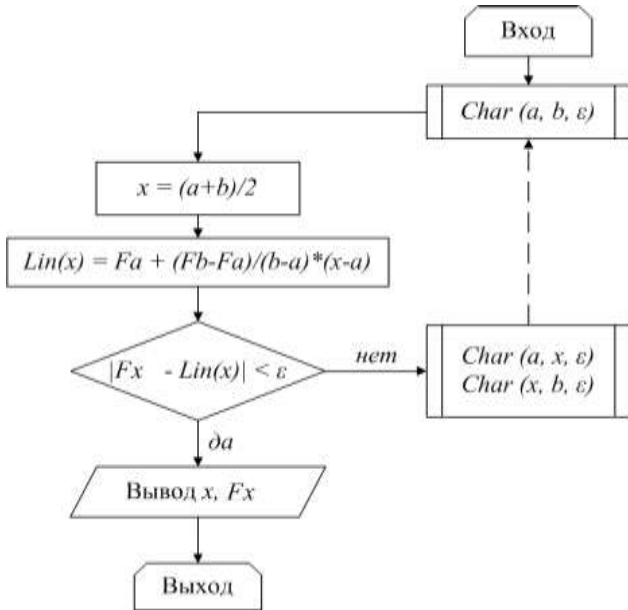 Вход
Char (a, b, ε)
x = (a+b)/2
Lin(x) = Fa + (Fb-Fa)/(b-a)*(x-a)
|Fx - Lin(x)| < ε
нет
Char (a, x, ε)
Char (x, b, ε)
да
Вывод x, Fx
Выход